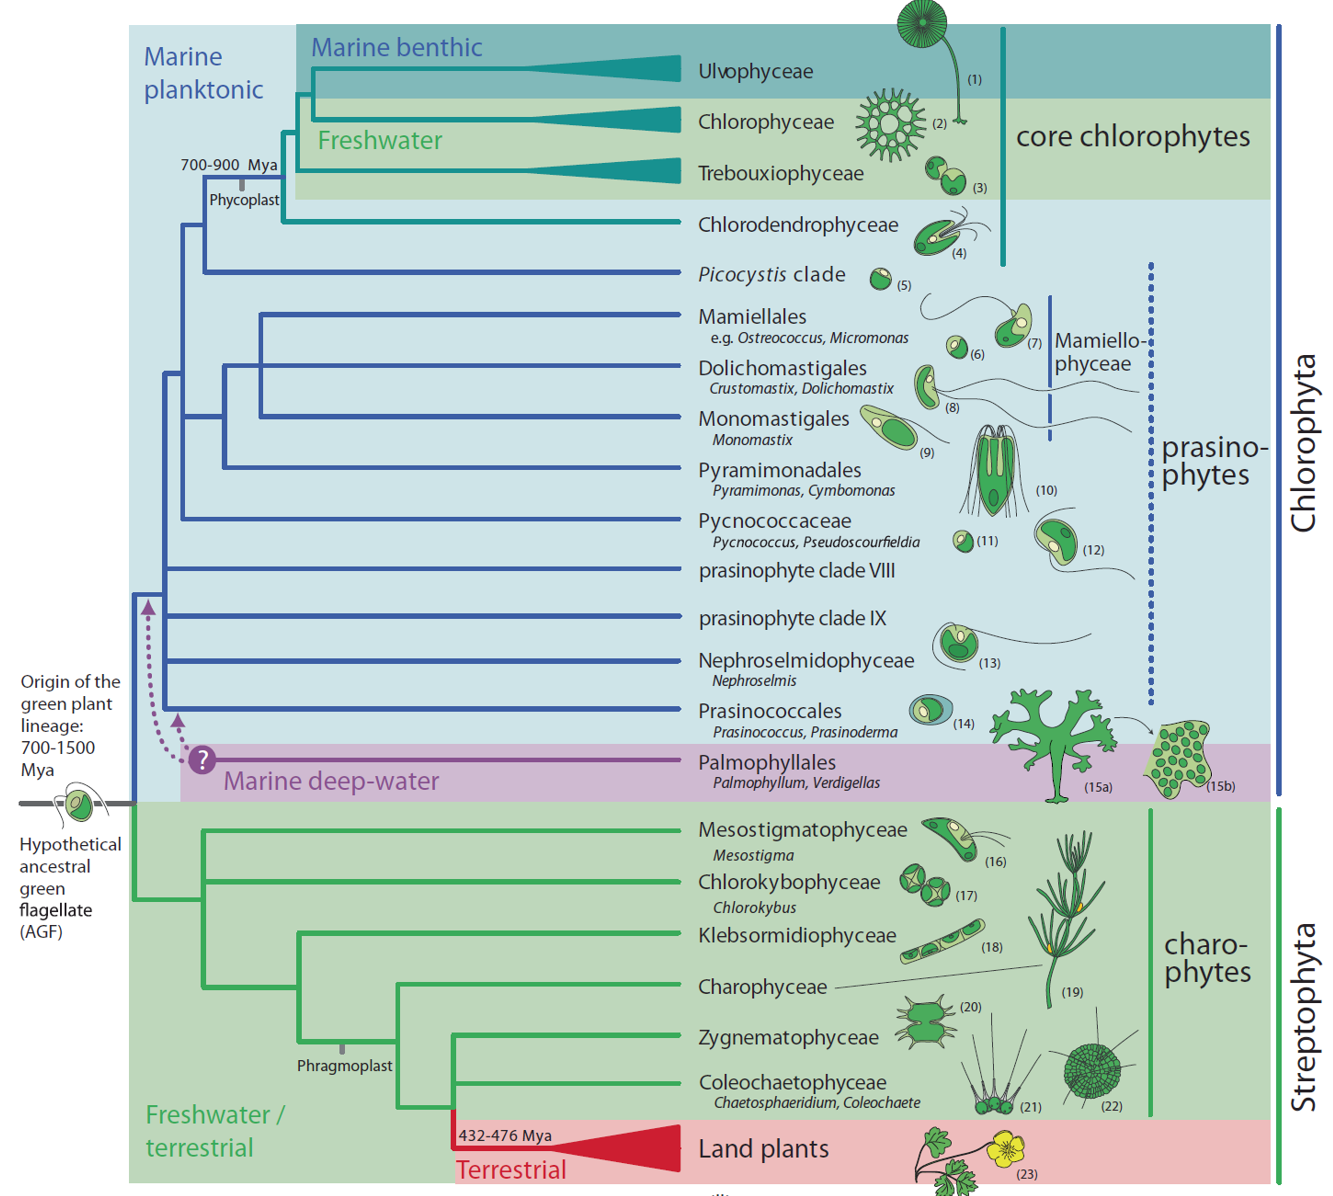 Marine
planktonic
Marine benthic
Ulvophyceae
(1)
Chlorophyceae
(2)
core chlorophytes
Freshwater
700-900 Mya
Trebouxiophyceae
(3)
Phycoplast
Chlorodendrophyceae
(4)
Picocystis clade
(5)
Mamiellales
e.g. Ostreococcus, Micromonas
(6)
(7)
Mamiello-
phyceae
Dolichomastigales
Crustomastix, Dolichomastix
(8)
Monomastigales
Monomastix
(9)
prasino-
phytes
Chlorophyta
Pyramimonadales
Pyramimonas, Cymbomonas
(10)
Pycnococcaceae
Pycnococcus, Pseudoscourfieldia
(11)
(12)
prasinophyte clade VIII
prasinophyte clade IX
Nephroselmidophyceae
Nephroselmis
(13)
Origin of the
green plant
lineage:
700-1500
Mya
Prasinococcales
Prasinococcus, Prasinoderma
(14)
?
Marine deep-water
Palmophyllales
Palmophyllum, Verdigellas
(15a)
(15b)
Hypothetical
ancestral
green
flagellate
(AGF)
Mesostigmatophyceae
Mesostigma
(16)
Chlorokybophyceae
Chlorokybus
(17)
Klebsormidiophyceae
(18)
charo-
phytes
Streptophyta
Charophyceae
(19)
Zygnematophyceae
(20)
Phragmoplast
Coleochaetophyceae
Chaetosphaeridium, Coleochaete
(21)
(22)
Freshwater /
terrestrial
432-476 Mya
Terrestrial
Land plants
(23)